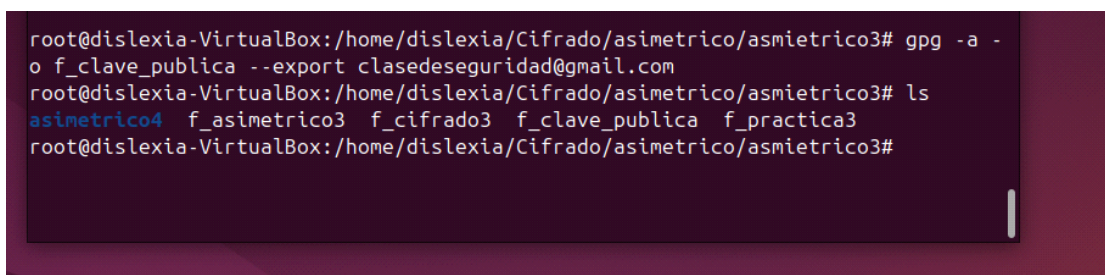 root@dislexia-VirtualBox:/home/dislexia/Cifrado/asimetrico/asmietrico3# gpg -a -
o f_clave_publica --export clasedeseguridad@gmail.com
root@dislexia-VirtualBox:/home/dislexia/Cifrado/asimetrico/asmietrico3# ls
asimetrico4  f_asimetrico3  f_cifrado3  f_clave_publica  f_practica3
root@dislexia-VirtualBox:/home/dislexia/Cifrado/asimetrico/asmietrico3#